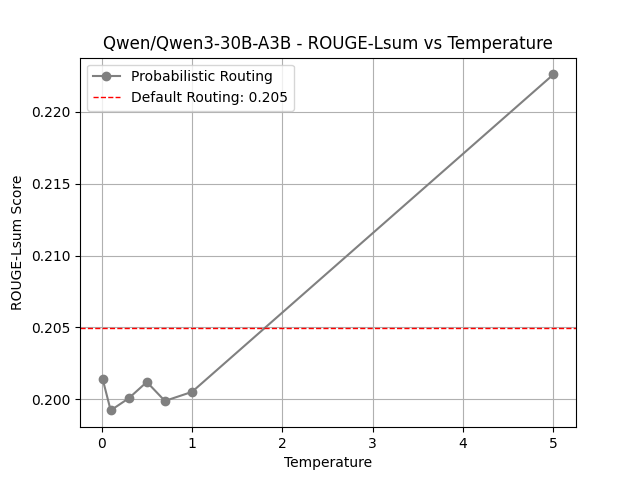 Qwen/Qwen3-30B-A3B - ROUGE-Lsum vs Temperature
Probabilistic Routing
Default Routing: 0.205
ROUGE-Lsum Score
0.220
0.215
0.210
0.205
0.200
0
1
2
3
4
5
Temperature